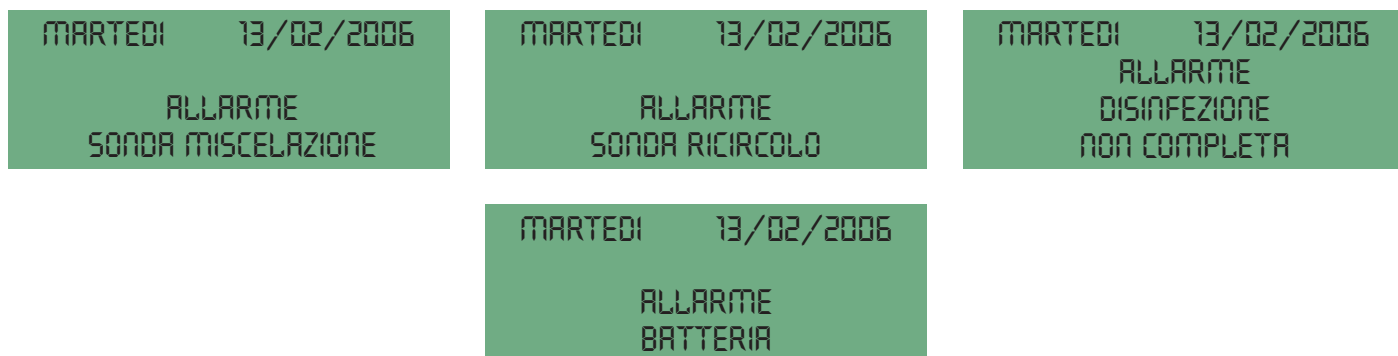 MARTEDI 13/02/2006
ALLARME
SONDA MISCELAZIONE
MARTEDI 13/02/2006
ALLARME
SONDA RICIRCOLO
MARTEDI 13/02/2006
ALLARME
DISINFEZIONE
NON COMPLETA
MARTEDI 13/02/2006
ALLARME
BATTERIA